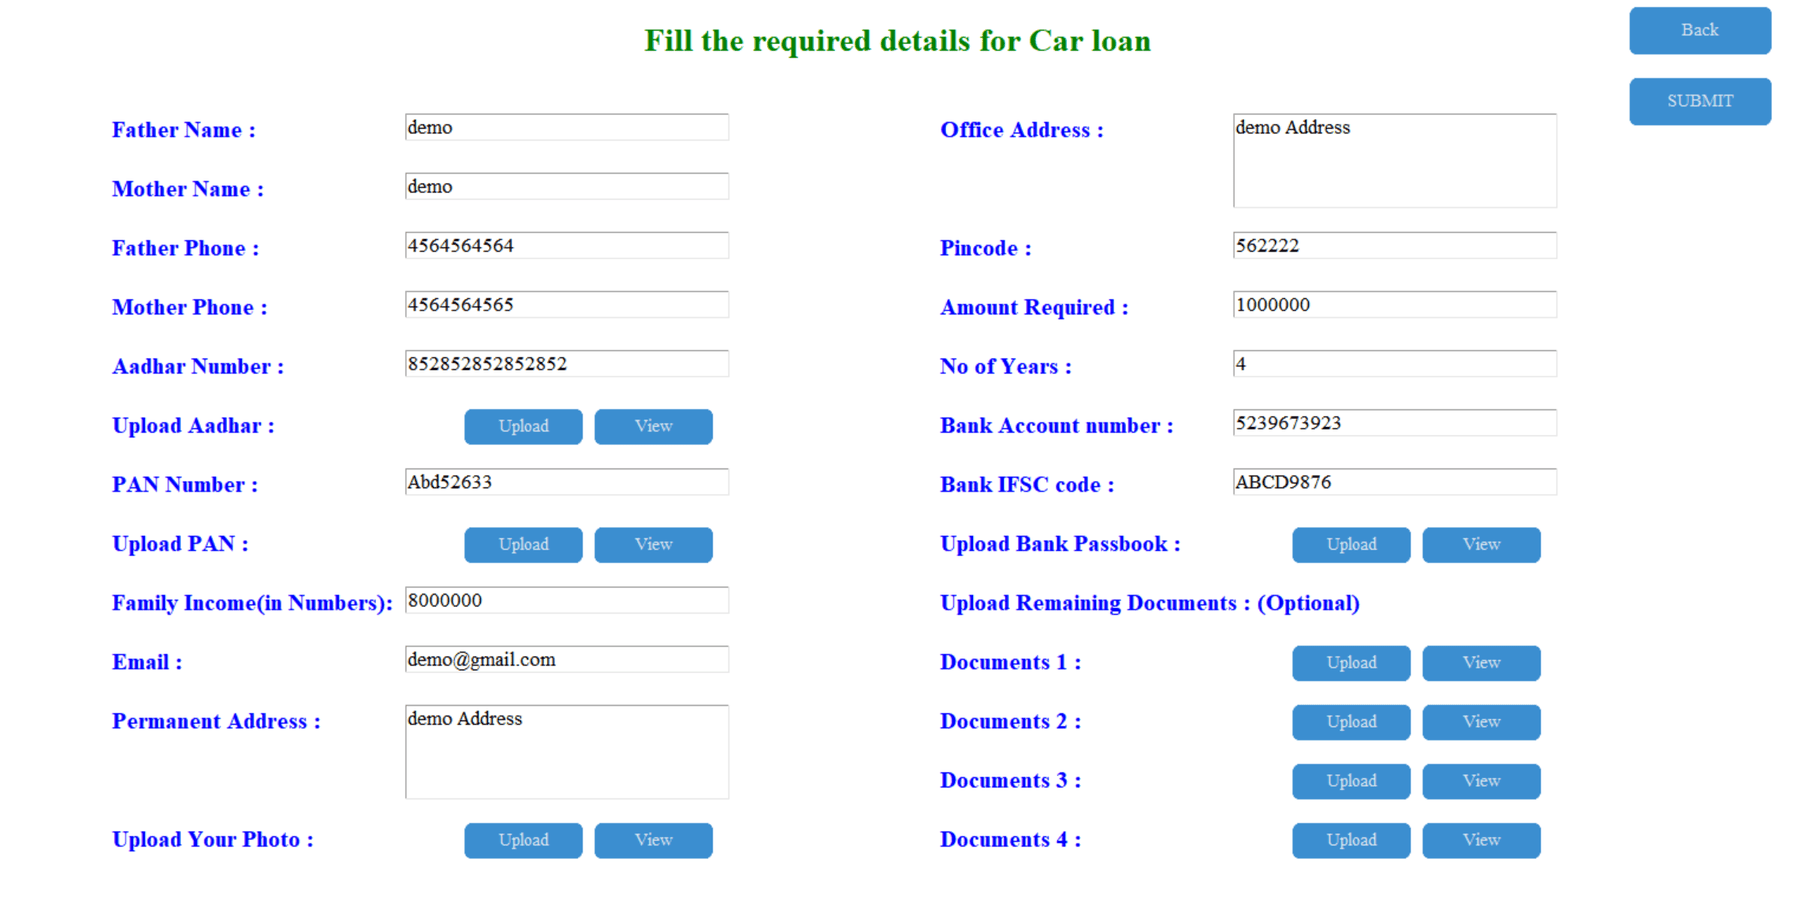 Fill the required details for Car loan
Back
SUBMIT
Father Name : demo
Mother Name : demo
Father Phone : 4564564564
Mother Phone : 4564564565
Aadhar Number : 852852852852852
Upload Aadhar : Upload View
PAN Number : Abd52633
Upload PAN : Upload View
Family Income(in Numbers): 8000000
Email : demo@gmail.com
Permanent Address : demo Address
Upload Your Photo : Upload View
Office Address : demo Address
Pincode : 562222
Amount Required : 1000000
No of Years : 4
Bank Account number : 5239673923
Bank IFSC code : ABCD9876
Upload Bank Passbook : Upload View
Upload Remaining Documents : (Optional)
Documents 1 : Upload View
Documents 2 : Upload View
Documents 3 : Upload View
Documents 4 : Upload View